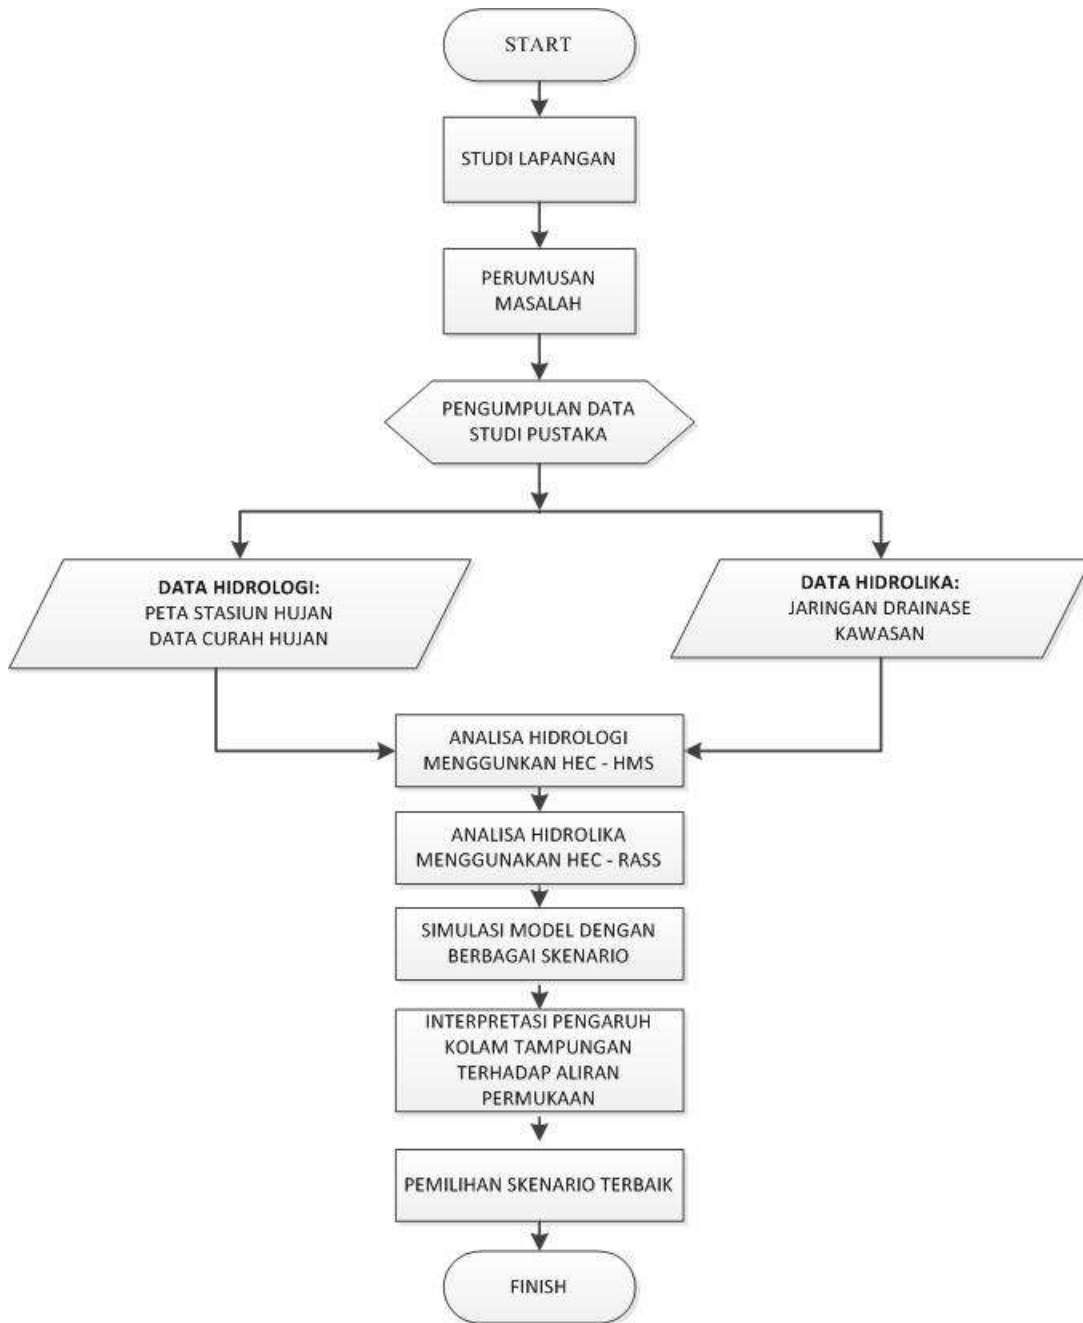 START
STUDI LAPANGAN
PERUMUSAN
MASALAH
PENGUMPULAN DATA
STUDI PUSTAKA
DATA HIDROLOGI:
PETA STASIUN HUJAN
DATA CURAH HUJAN
DATA HIDROLIKA:
JARINGAN DRAINASE
KAWASAN
ANALISA HIDROLOGI
MENGGUNKAN HEC - HMS
ANALISA HIDROLIKA
MENGGUNAKAN HEC - RASS
SIMULASI MODEL DENGAN
BERBAGAI SKENARIO
INTERPRETASI PENGARUH
KOLAM TAMPUNGAN
TERHADAP ALIRAN
PERMUKAAN
PEMILIHAN SKENARIO TERBAIK
FINISH